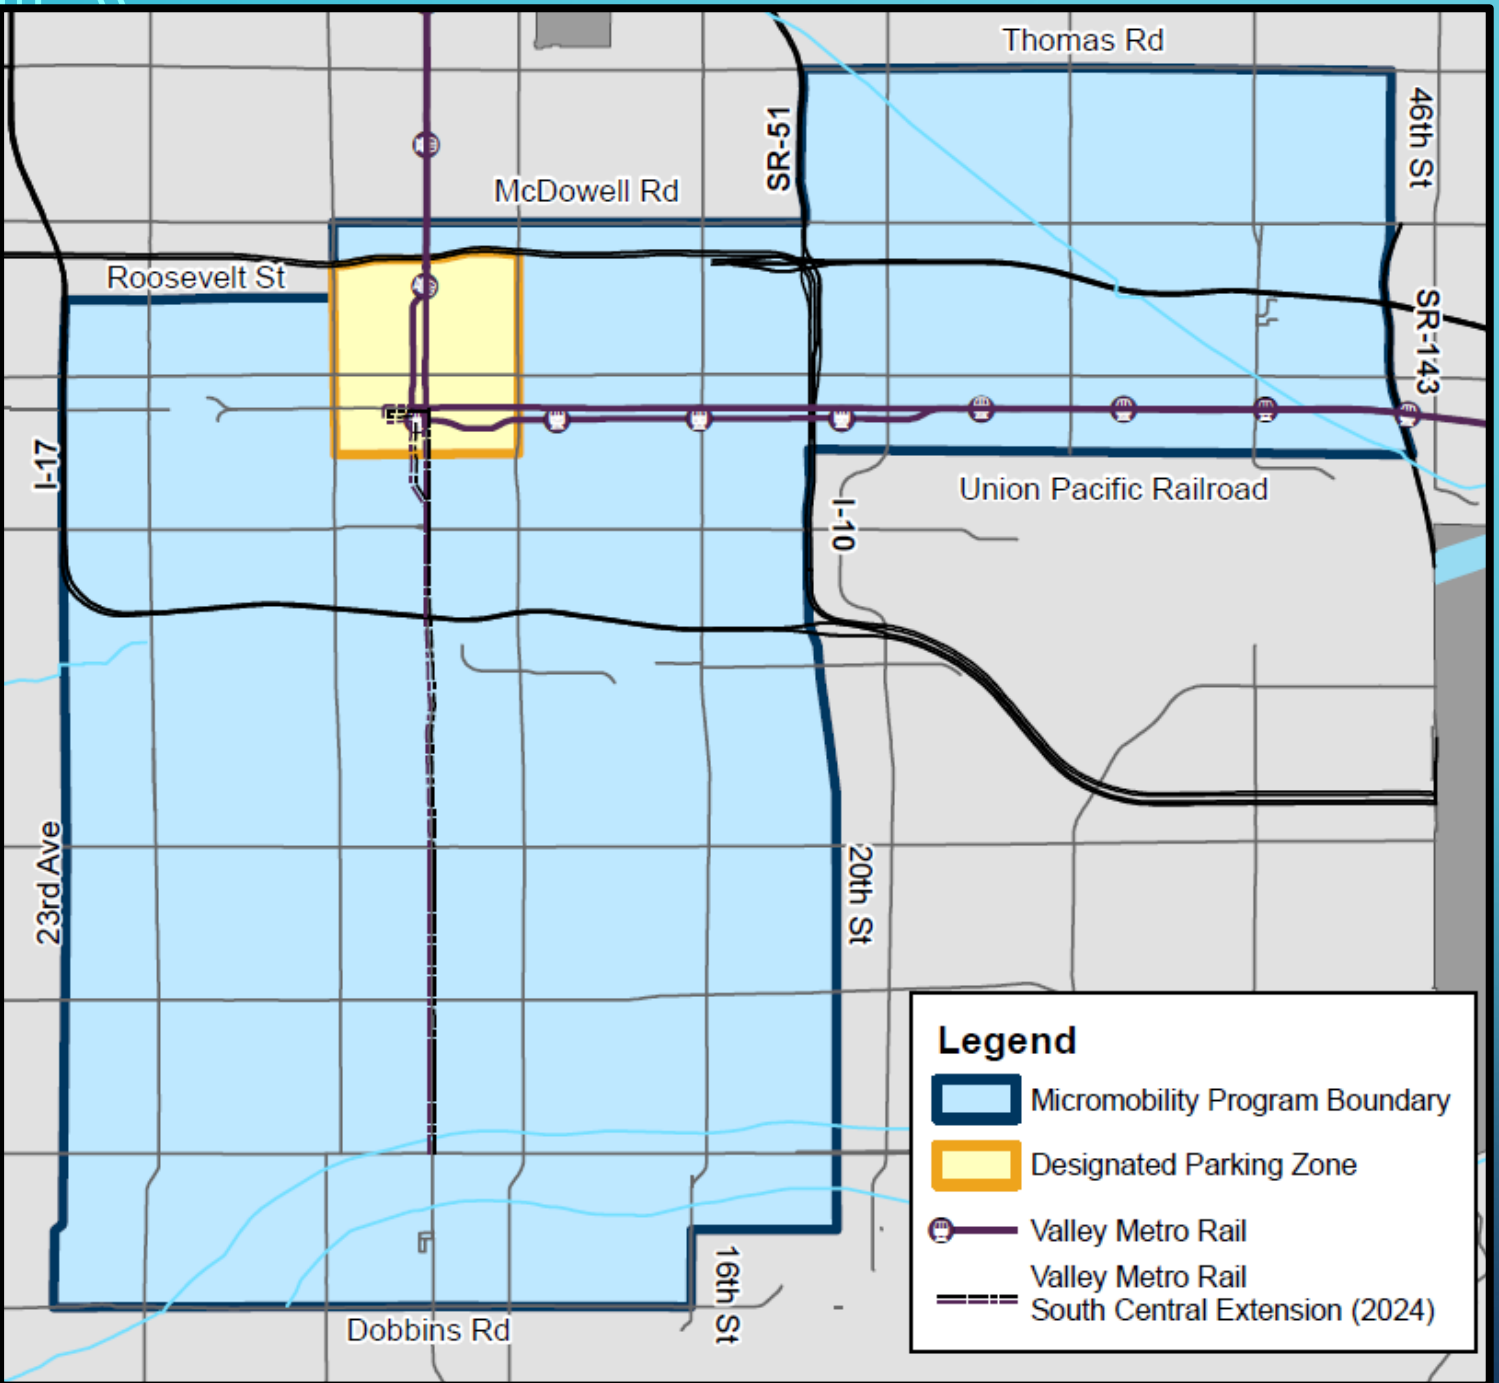 Thomas Rd
46th St
SR-51
McDowell Rd
Roosevelt St
SR-143
I-17
Union Pacific Railroad
I-10
23rd Ave
20th St
Legend
Micromobility Program Boundary
Designated Parking Zone
Valley Metro Rail
Valley Metro Rail
South Central Extension (2024)
16th St
Dobbins Rd